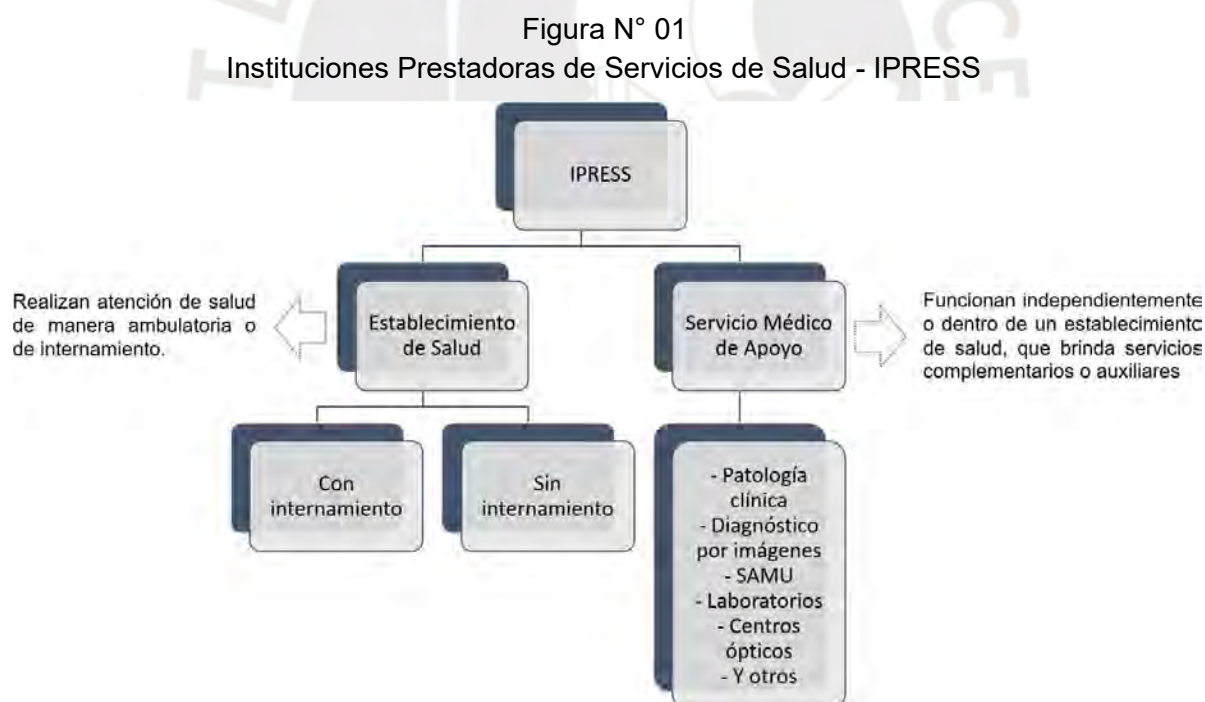 Figura N° 01
Instituciones Prestadoras de Servicios de Salud - IPRESS
IPRESS
Realizan atención de salud
de manera ambulatoria o
de internamiento.
Establecimiento
de Salud
Servicio Médico
de Apoyo
Funcionan independientemente
o dentro de un establecimiento
de salud, que brinda servicios
complementarios o auxiliares
Con
internamiento
Sin
internamiento
- Patología
clínica
- Diagnóstico
por imágenes
- SAMU
- Laboratorios
- Centros
ópticos
- Y otros